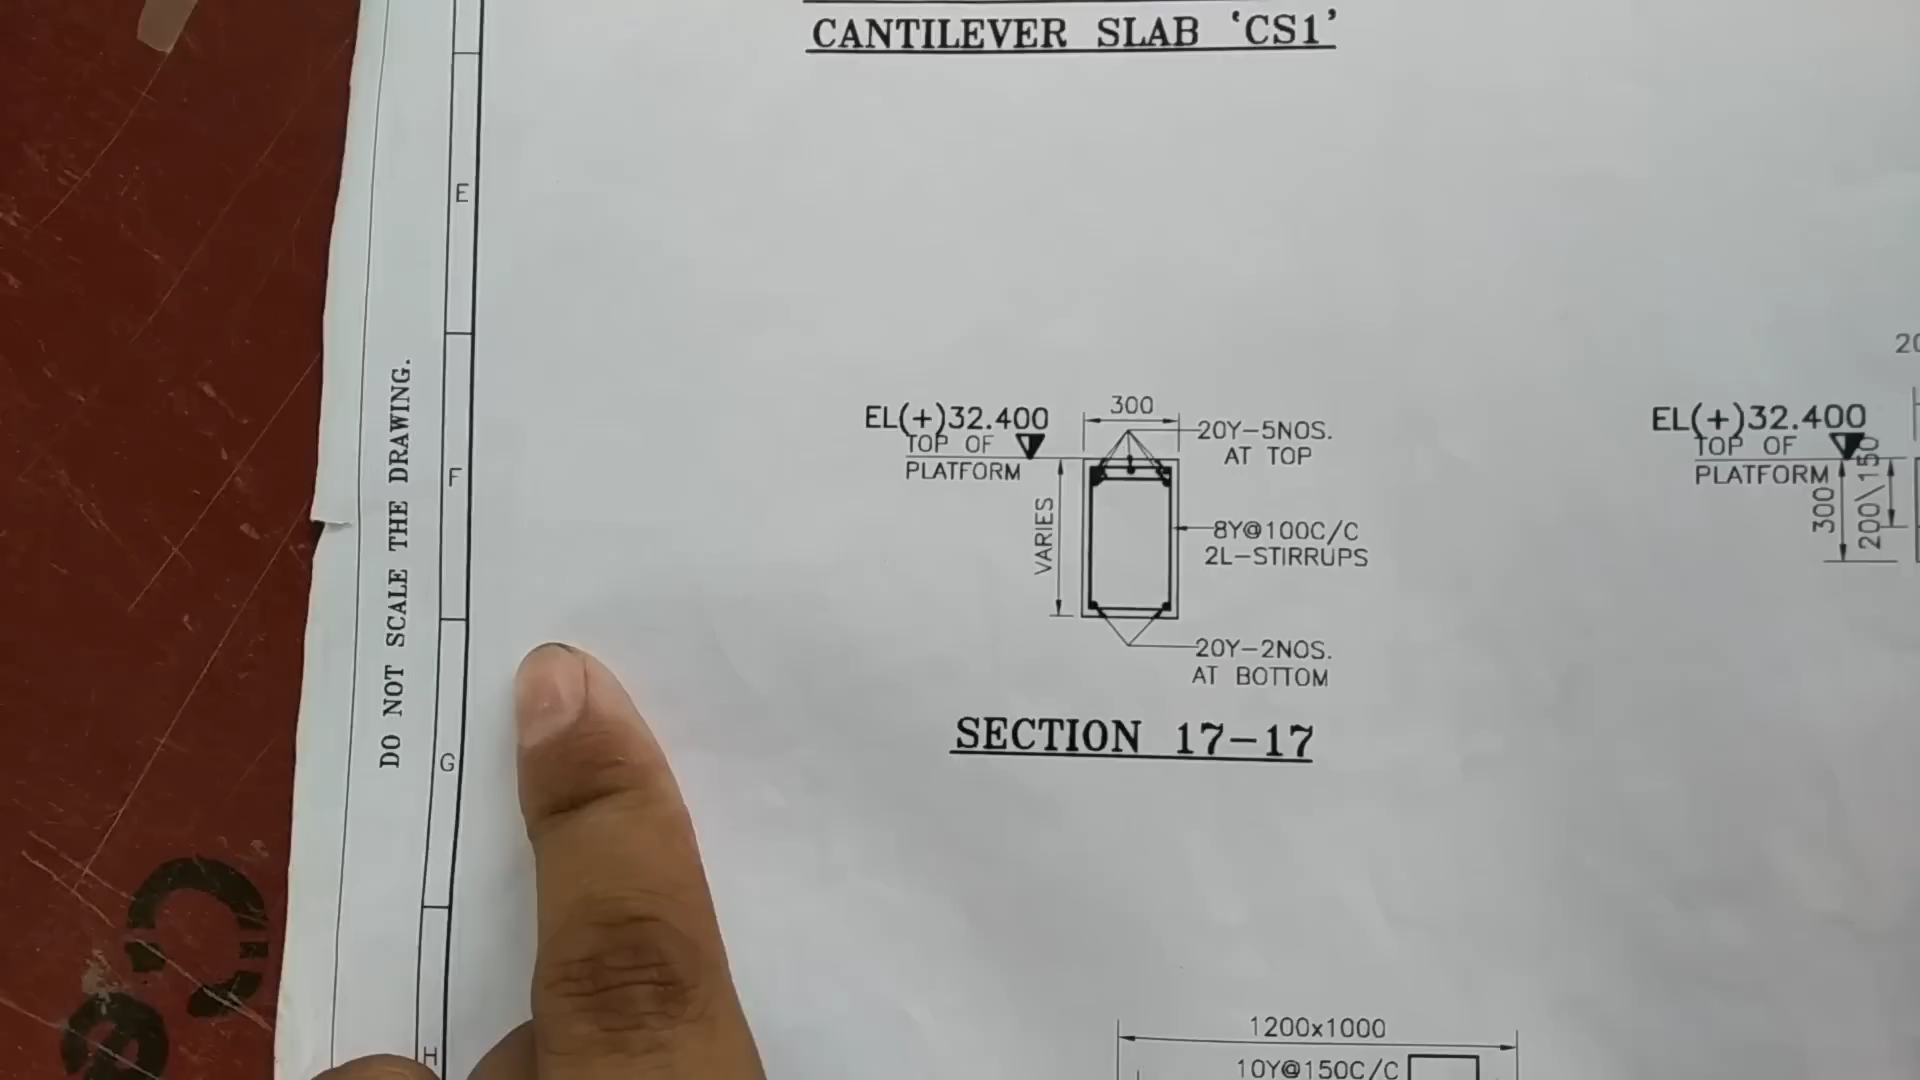 CANTILEVER SLAB ‘CS1’
E
F
G
H
DO NOT SCALE THE DRAWING.
EL(+)32.400
TOP OF
PLATFORM
300
VARIES
20Y-5NOS.
AT TOP
8Y@100C/C
2L-STIRRUPS
20Y-2NOS.
AT BOTTOM
SECTION 17-17
EL(+)32.400
TOP OF
PLATFORM
300
200\150
20
1200x1000
10Y@150C/C